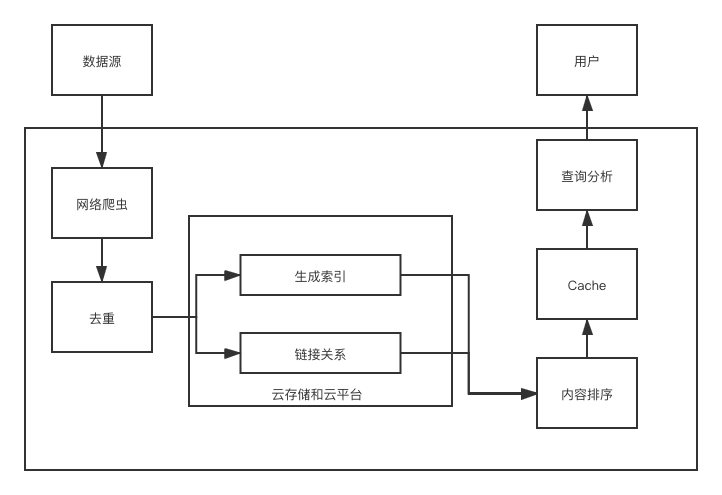 数据源
用户
网络爬虫
查询分析
去重
生成索引
链接关系
云存储和云平台
Cache
内容排序